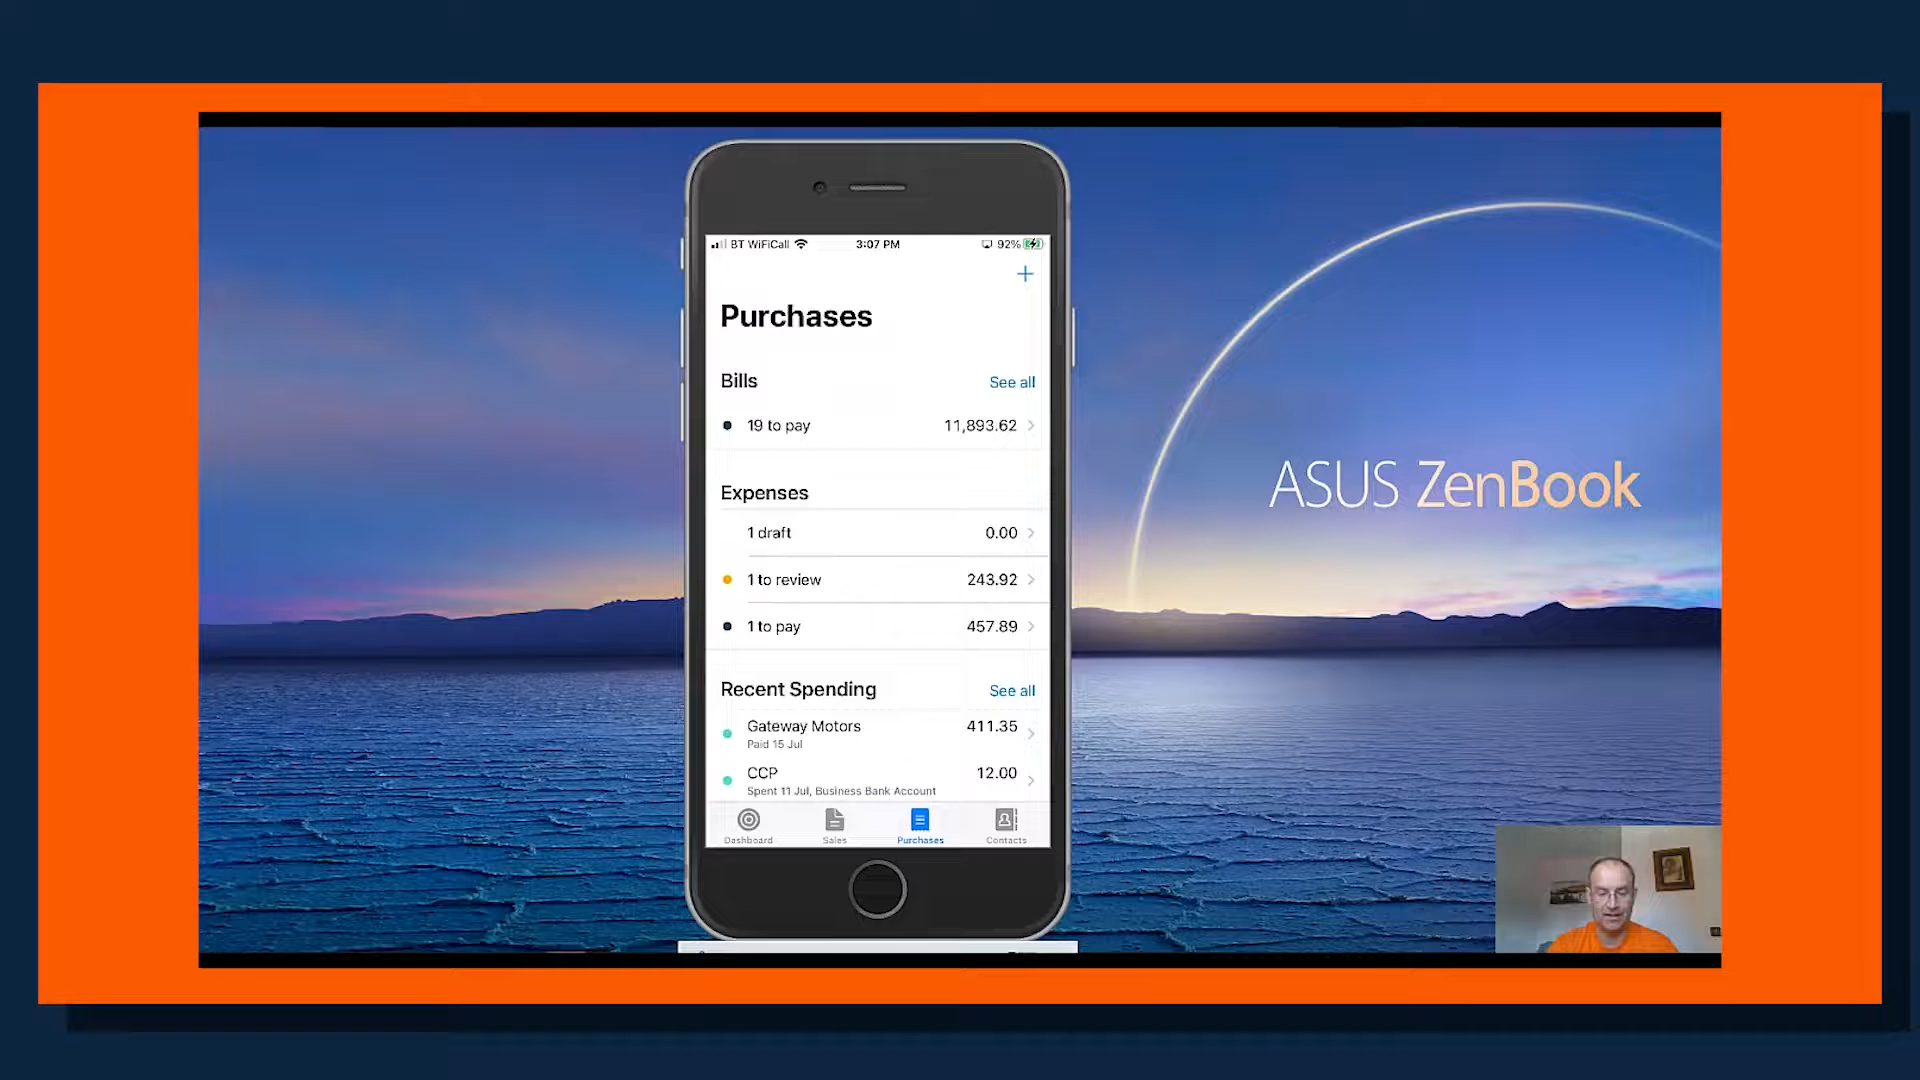 BT WiFiCall 3:07 PM 92%
+
Purchases
Bills See all
19 to pay 11,893.62
Expenses
1 draft 0.00
1 to review 243.92
1 to pay 457.89
Recent Spending See all
Gateway Motors 411.35
Paid 15 Jul
CCP 12.00
Spent 11 Jul, Business Bank Account
Dashboard Sales Purchases Contacts
ASUS ZenBook